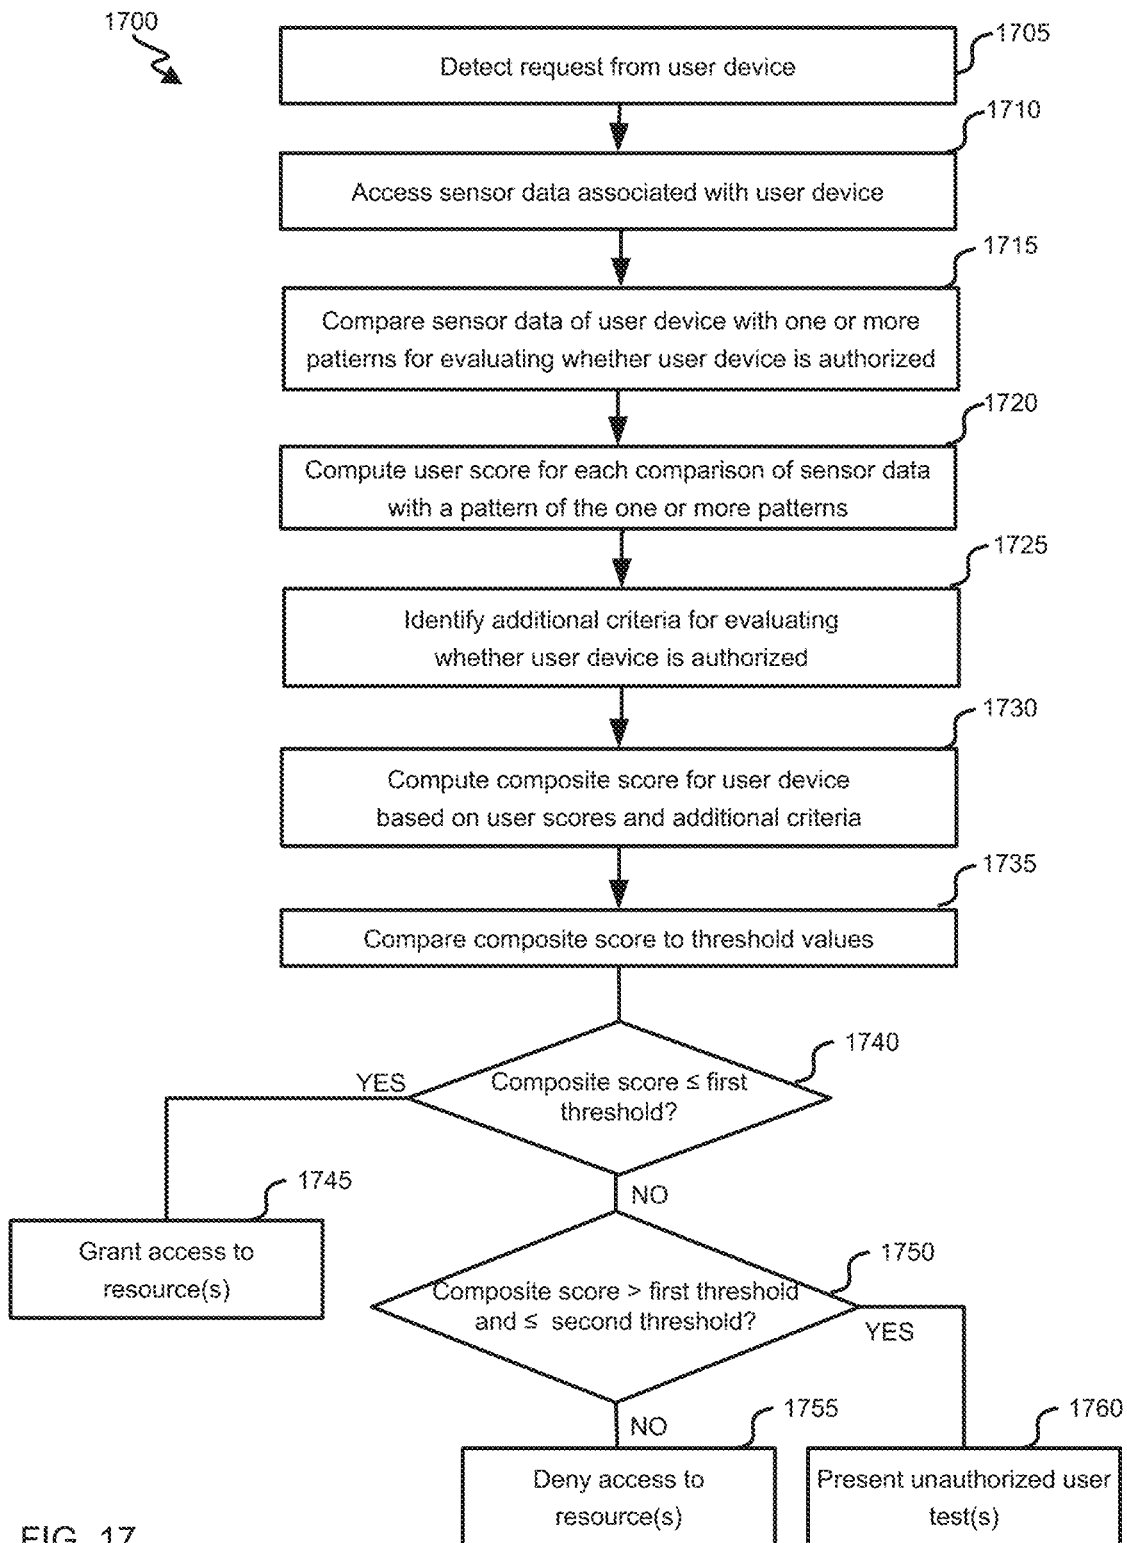 1700
1705
Detect request from user device
1710
Access sensor data associated with user device
1715
Compare sensor data of user device with one or more
patterns for evaluating whether user device is authorized
1720
Compute user score for each comparison of sensor data
with a pattern of the one or more patterns
1725
Identify additional criteria for evaluating
whether user device is authorized
1730
Compute composite score for user device
based on user scores and additional criteria
1735
Compare composite score to threshold values
1740
Composite score ≤ first
threshold?
YES
NO
1745
Grant access to
resource(s)
1750
Composite score > first threshold
and ≤ second threshold?
YES
NO
1755
Deny access to
resource(s)
1760
Present unauthorized user
test(s)
FIG. 17